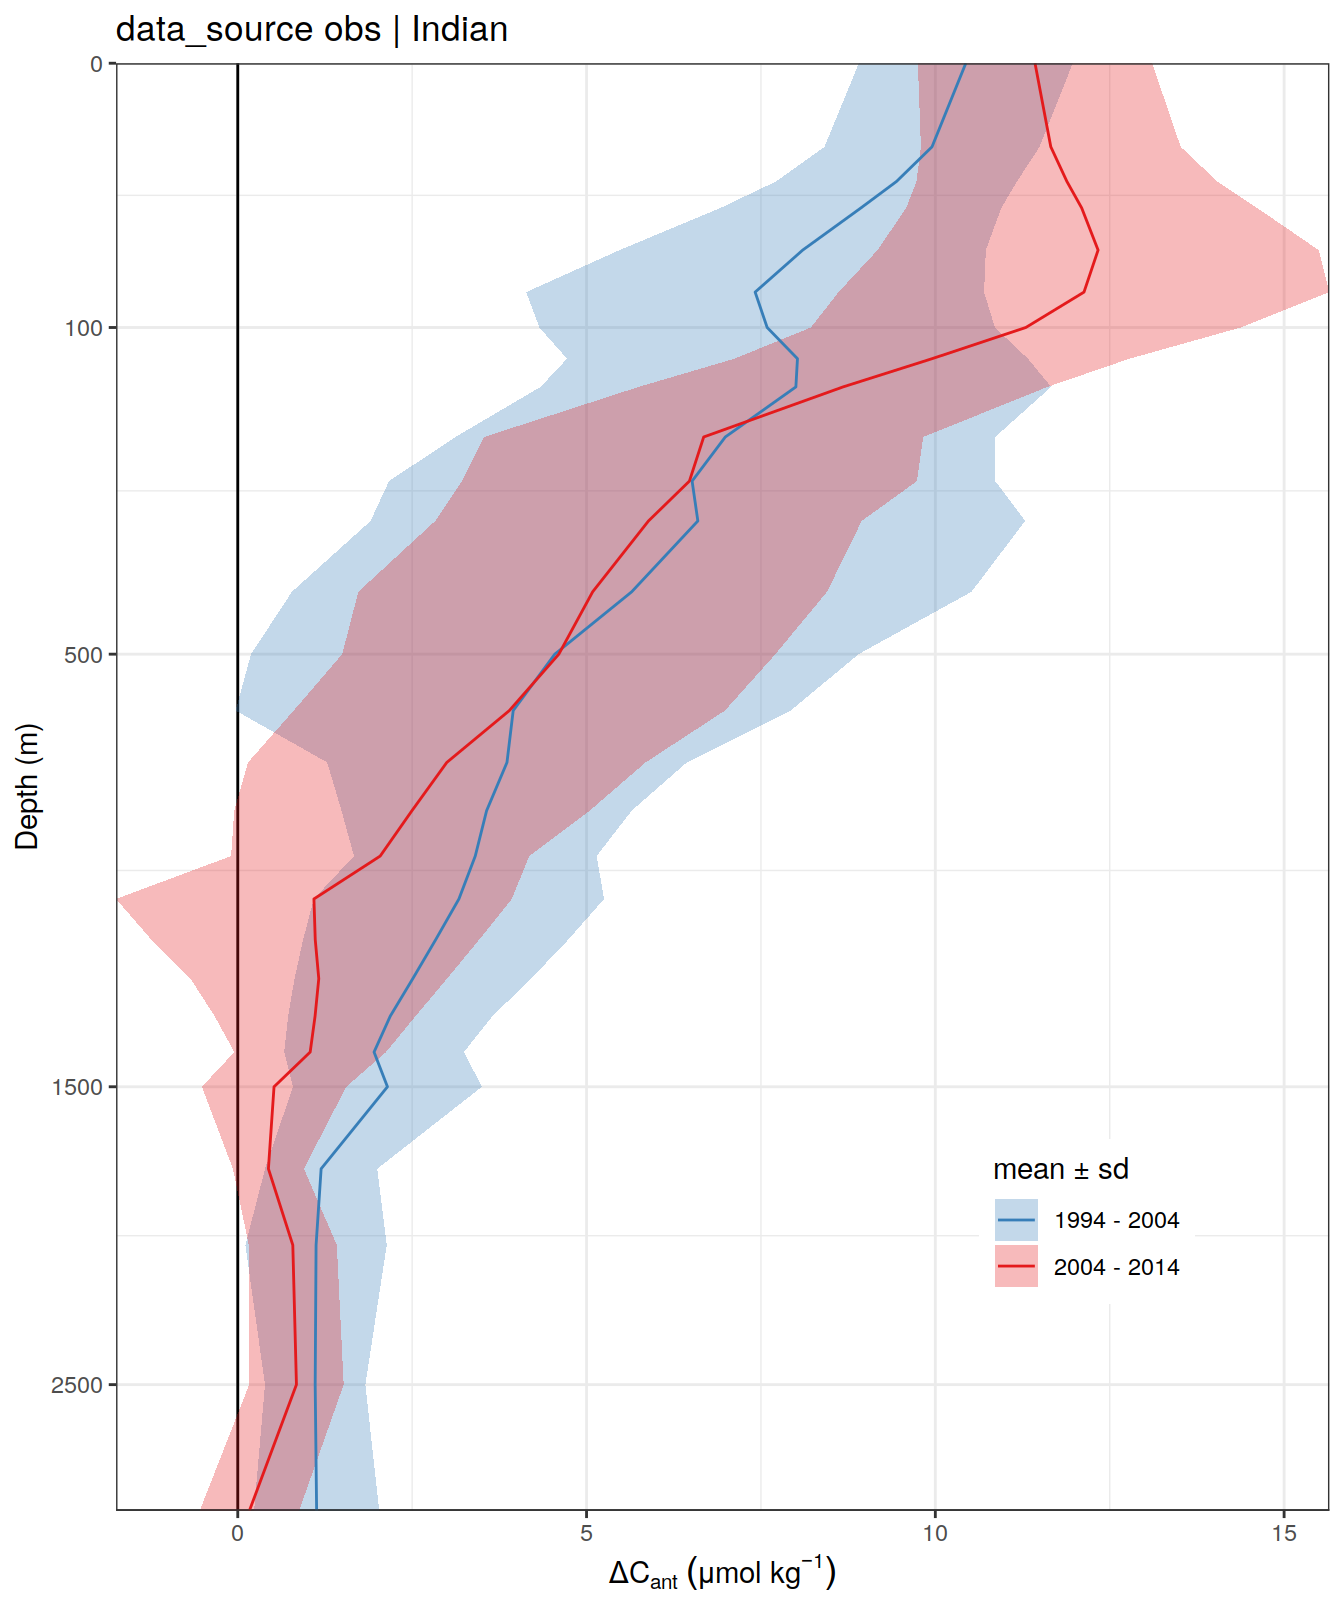 data_source obs | Indian
0
100
500
1500
2500
Depth (m)
mean ± sd
1994 - 2004
2004 - 2014
0 5 10 15
ΔCant (μmol kg−1)